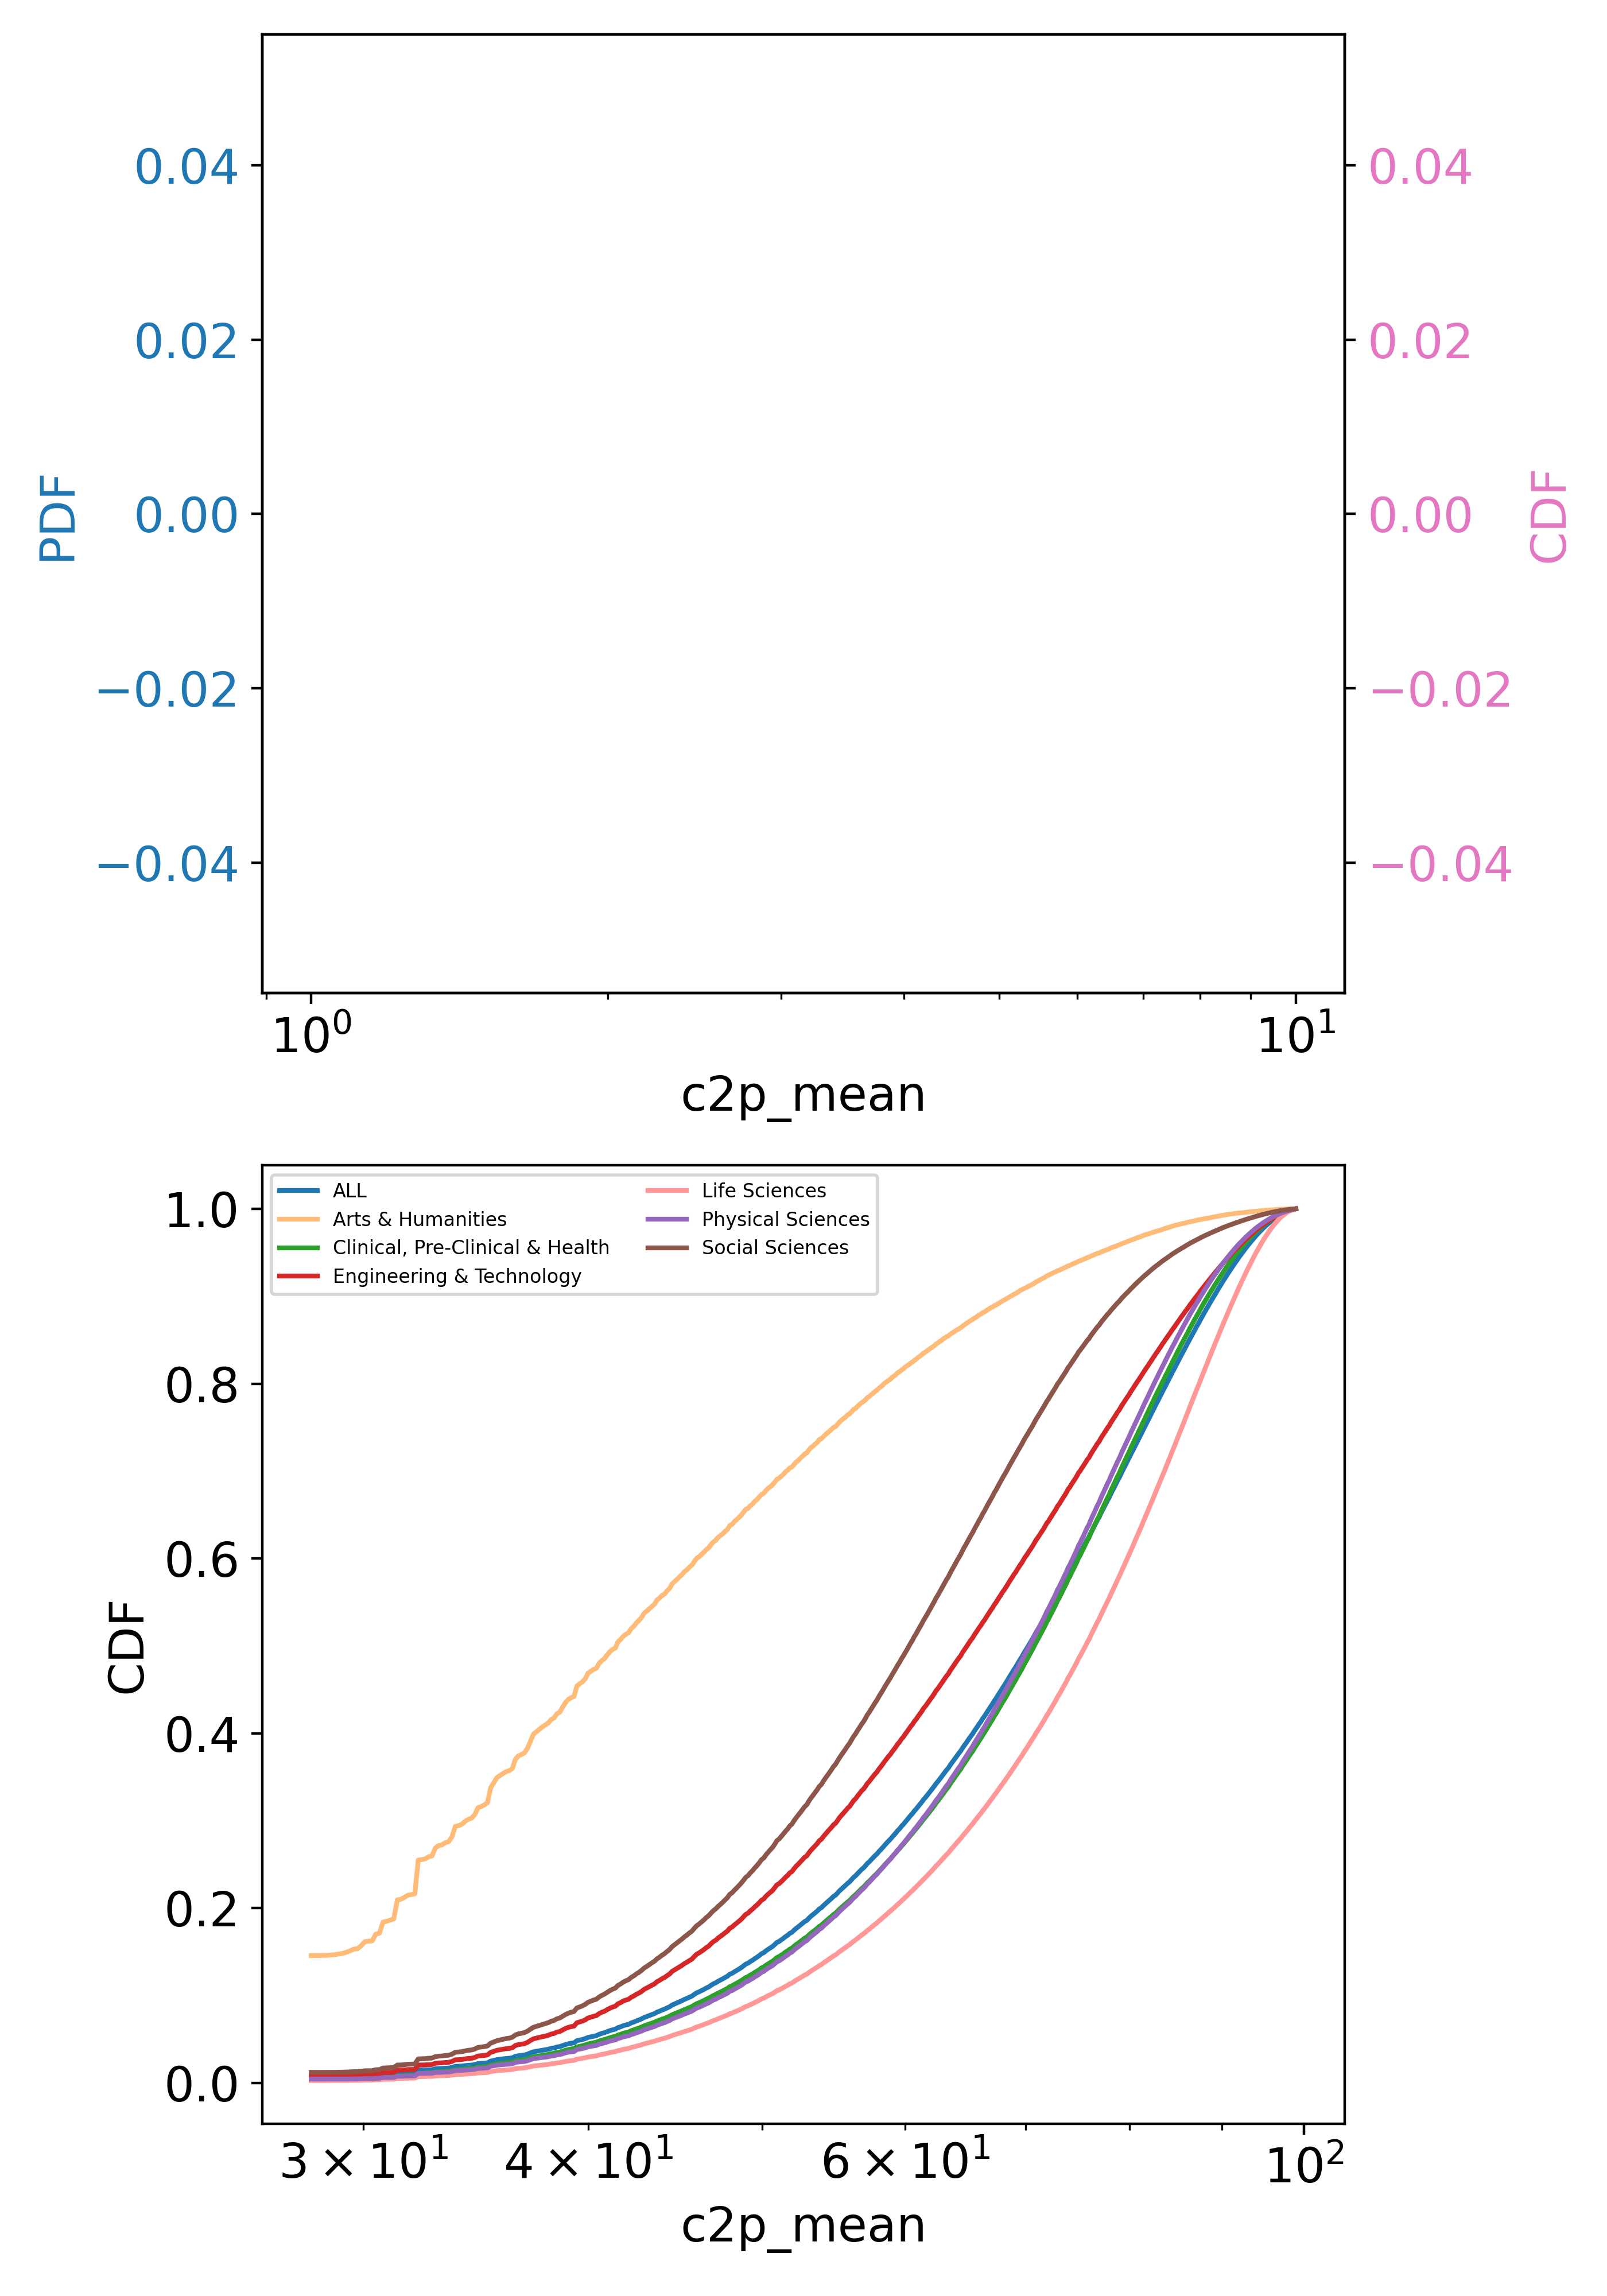 0.04
0.02
0.00
−0.02
−0.04
PDF
0.04
0.02
0.00
−0.02
−0.04
CDF
10⁰
10¹
c2p_mean
ALL
Arts & Humanities
Clinical, Pre-Clinical & Health
Engineering & Technology
Life Sciences
Physical Sciences
Social Sciences
1.0
0.8
0.6
0.4
0.2
0.0
CDF
3 × 10¹
4 × 10¹
6 × 10¹
10²
c2p_mean